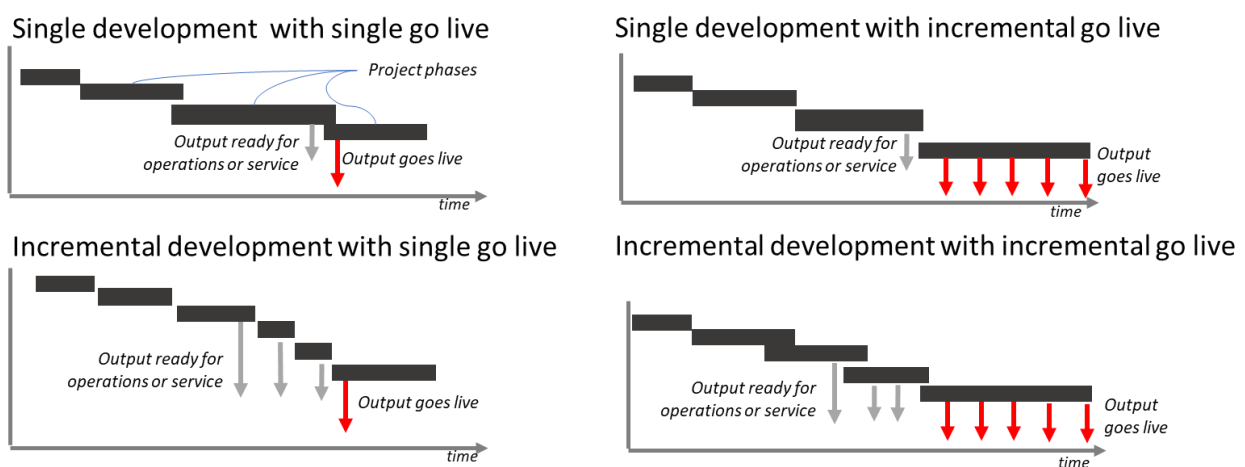 Single development with single go live
Project phases
Output ready for
operations or service
Output goes live
time
Single development with incremental go live
Output ready for
operations or service
Output
goes live
time
Incremental development with single go live
Output ready for
operations or service
Output goes live
time
Incremental development with incremental go live
Output ready for
operations or service
Output
goes live
time